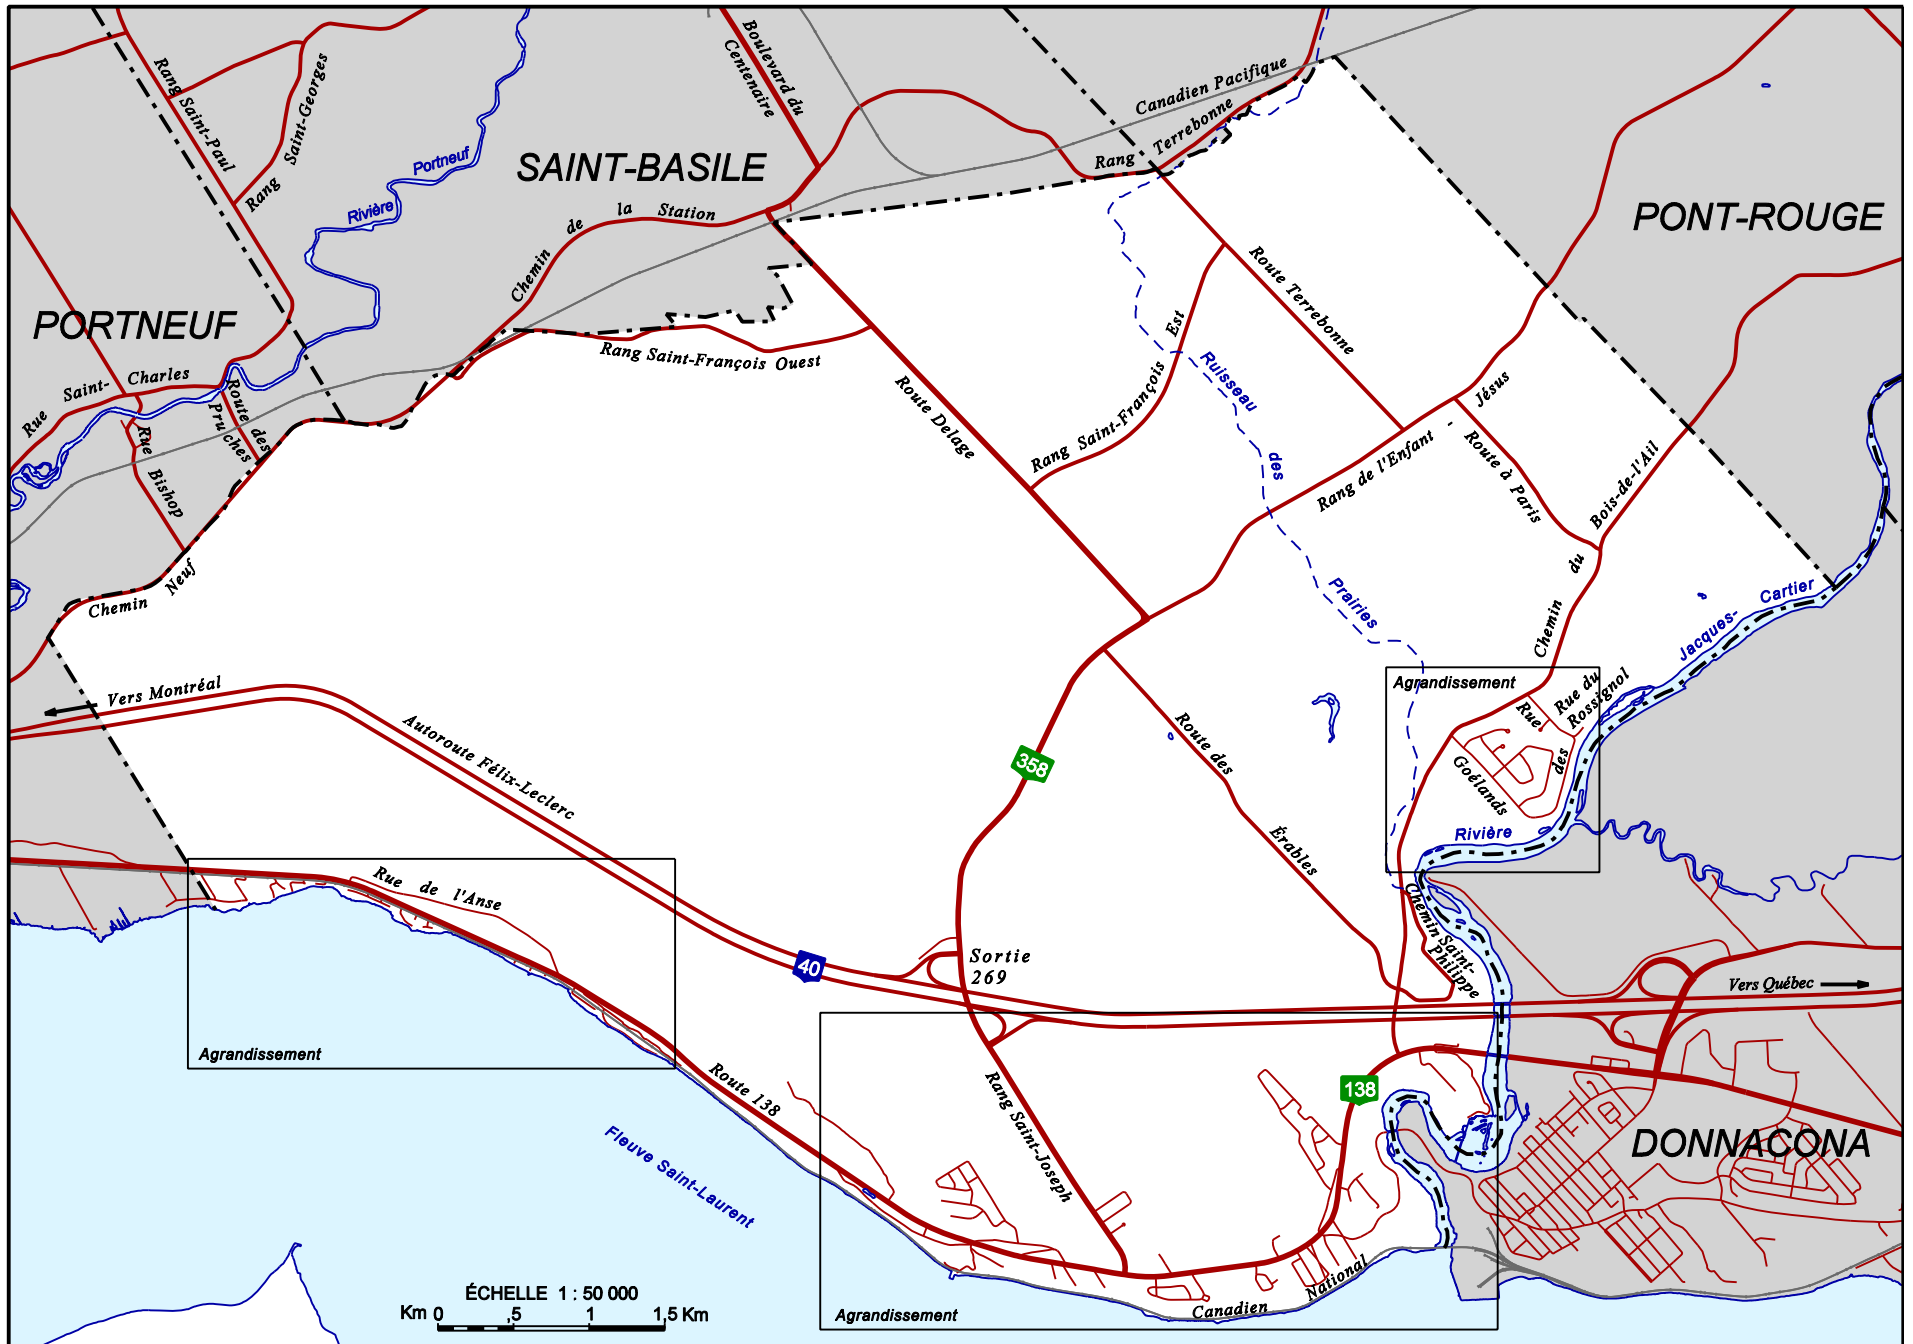 Boulevard du
Centenaire
Rang Saint-Paul
Rang Saint-Georges
Rivière Portneuf
SAINT-BASILE
Canadien Pacifique
Rang Terrebonne
PONT-ROUGE
Chemin de la Station
PORTNEUF
Route Terrebonne
Rang Saint-François Ouest
Rang Saint-François Est
Rue Saint-Charles
Route des
Pruches
Rue Bishop
Route Delage
Ruisseau des Prairies
Rang de l'Enfant-Jésus
Route à Paris
Chemin du Bois-de-l'Ail
Chemin Neuf
Rivière Jacques-Cartier
Vers Montréal
Autoroute Félix-Leclerc
Agrandissement
Rue du
Rossignol
Rue des Goélands
Route des Érables
358
Rue de l'Anse
Chemin Saint-
Philippe
Sortie
269
40
Vers Québec
Agrandissement
Route 138
Rang Saint-Joseph
138
DONNACONA
Fleuve Saint-Laurent
Canadien National
Agrandissement
ÉCHELLE 1 : 50 000
Km 0 ,5 1 1,5 Km